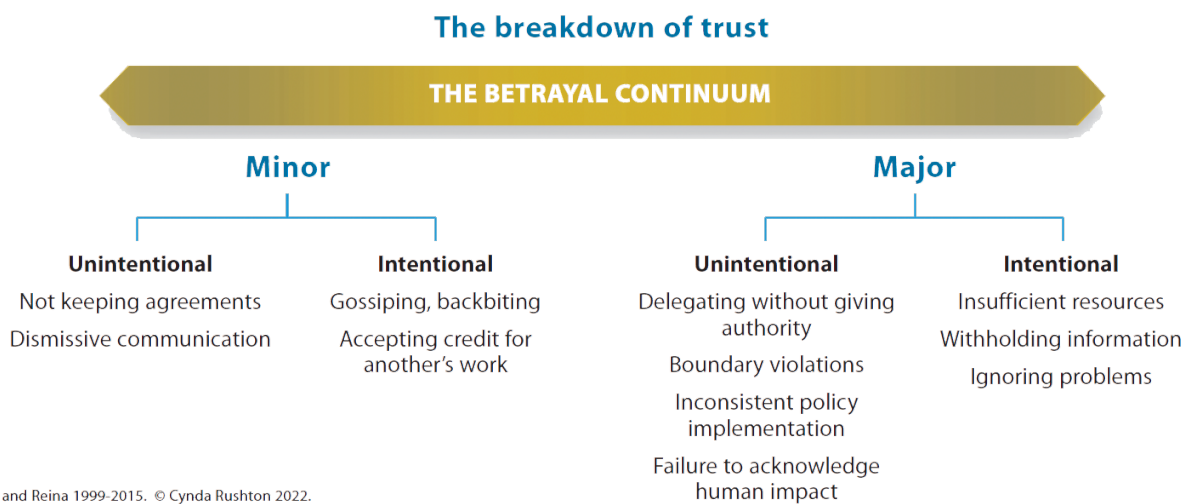 The breakdown of trust
THE BETRAYAL CONTINUUM
Minor
Unintentional
Not keeping agreements
Dismissive communication
Intentional
Gossiping, backbiting
Accepting credit for
another's work
Major
Unintentional
Delegating without giving
authority
Boundary violations
Inconsistent policy
implementation
Failure to acknowledge
human impact
Intentional
Insufficient resources
Withholding information
Ignoring problems
and Reina 1999-2015. © Cynda Rushton 2022.